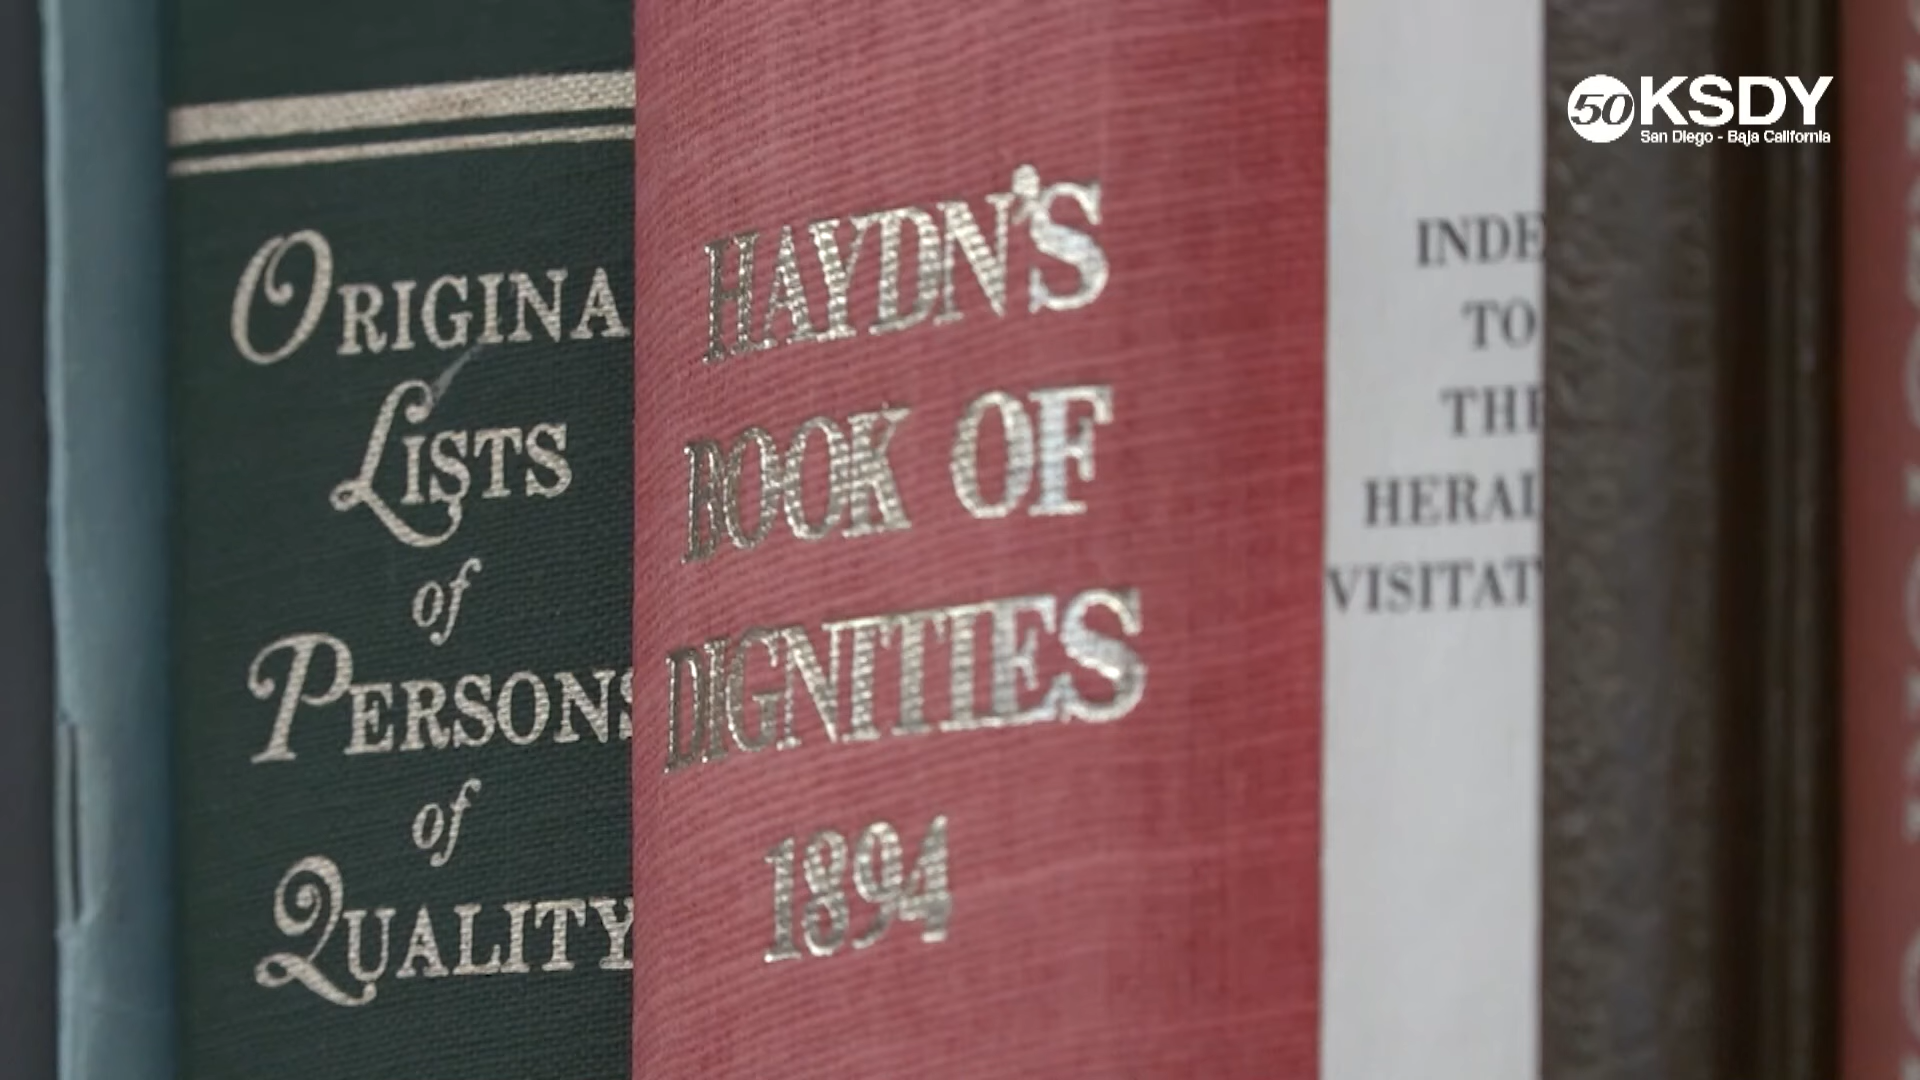 ORIGINA
LISTS
of
PERSONS
of
QUALITY
HAYDN'S
BOOK OF
DIGNITIES
1894
INDE
TO
THE
HERAL
VISITAT
50 KSDY
San Diego - Baja California